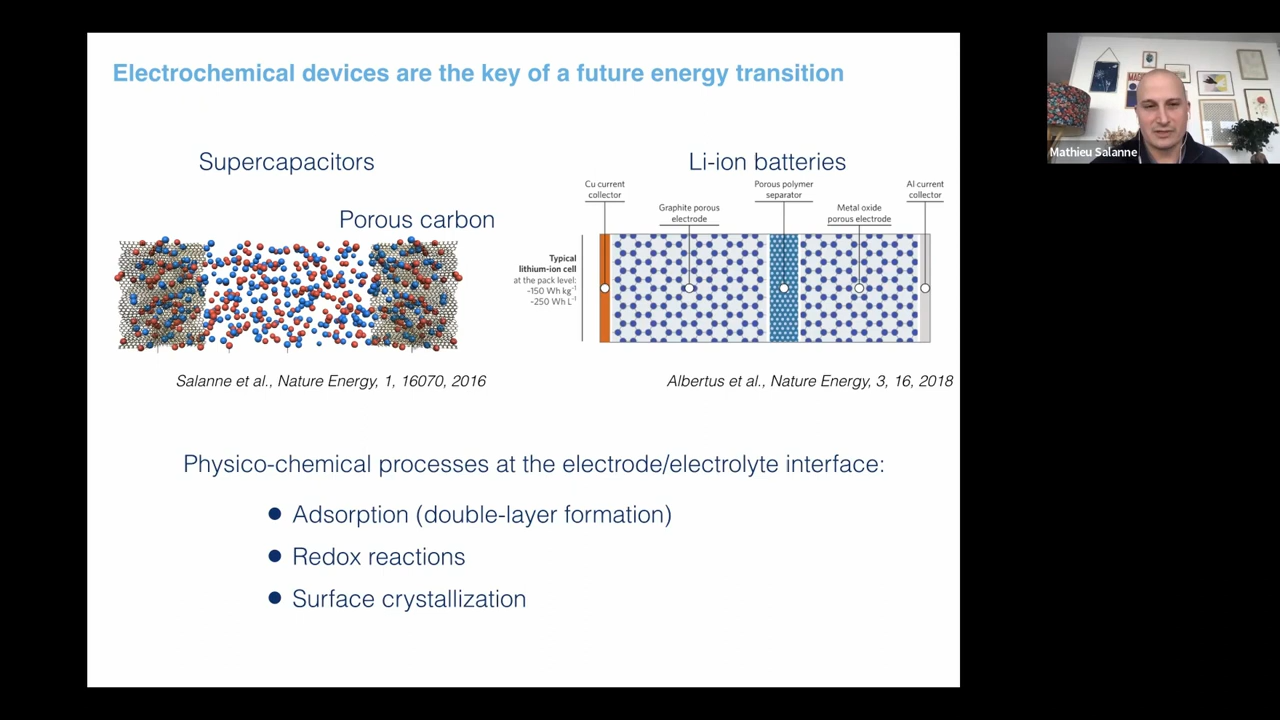 Electrochemical devices are the key of a future energy transition
Supercapacitors
Porous carbon
Salanne et al., Nature Energy, 1, 16070, 2016
Li-ion batteries
Cu current
collector
Graphite porous
electrode
Porous polymer
separator
Metal oxide
porous electrode
Al current
collector
Typical
lithium-ion cell
at the pack level:
~150 Wh kg⁻¹
~250 Wh L⁻¹
Albertus et al., Nature Energy, 3, 16, 2018
Physico-chemical processes at the electrode/electrolyte interface:
● Adsorption (double-layer formation)
● Redox reactions
● Surface crystallization
Mathieu Salanne